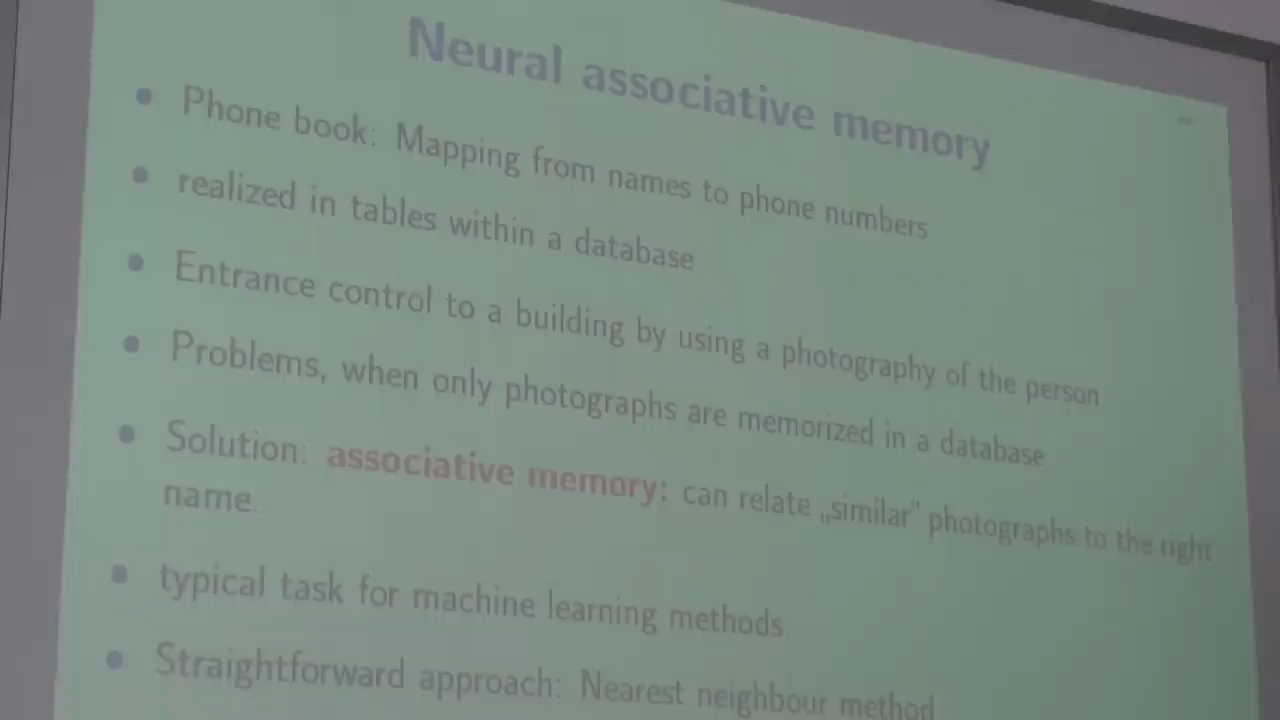 Neural associative memory
• Phone book: Mapping from names to phone numbers
• realized in tables within a database
• Entrance control to a building by using a photography of the person
• Problems, when only photographs are memorized in a database
• Solution: associative memory: can relate „similar” photographs to the right
name.
• typical task for machine learning methods
• Straightforward approach: Nearest neighbour method